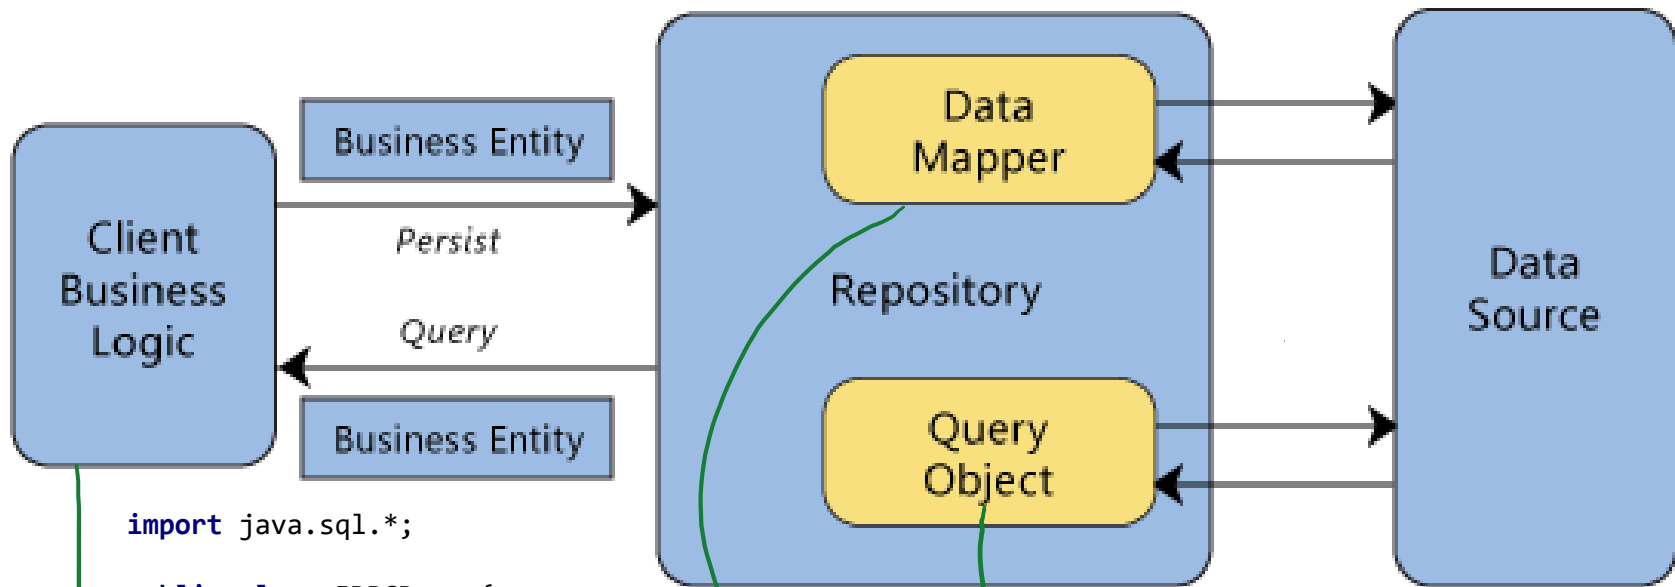 Client
Business
Logic
Business Entity
Persist
Query
Business Entity
Data
Mapper
Repository
Query
Object
Data
Source
import java.sql.*;